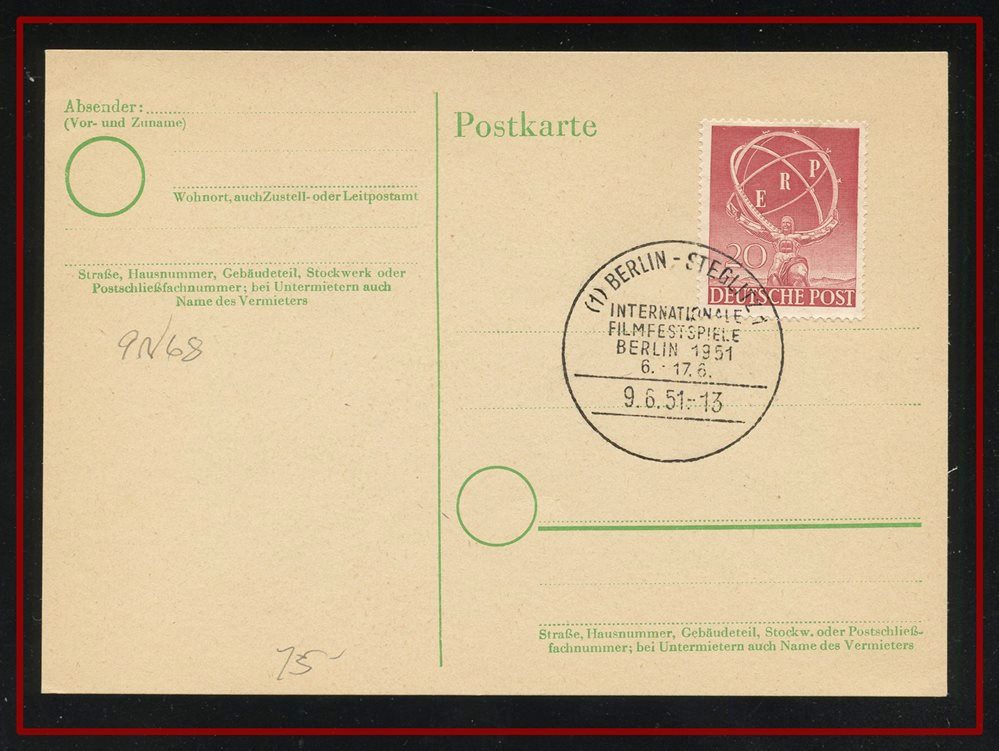 Absender:
(Vor- und Zuname)
Wohnort, auch Zustell- oder Leitpostamt
Straße, Hausnummer, Gebäudeteil, Stockwerk oder
Postschließfachnummer; bei Untermietern auch
Name des Vermieters
9N68
75-
Postkarte
E R P
20
DEUTSCHE POST
(1) BERLIN - STEGLITZ 1
INTERNATIONALE
FILMFESTSPIELE
BERLIN 1951
6. - 17.6.
9.6.51.-13
Straße, Hausnummer, Gebäudeteil, Stockw. oder Postschließ-
fachnummer; bei Untermietern auch Name des Vermieters